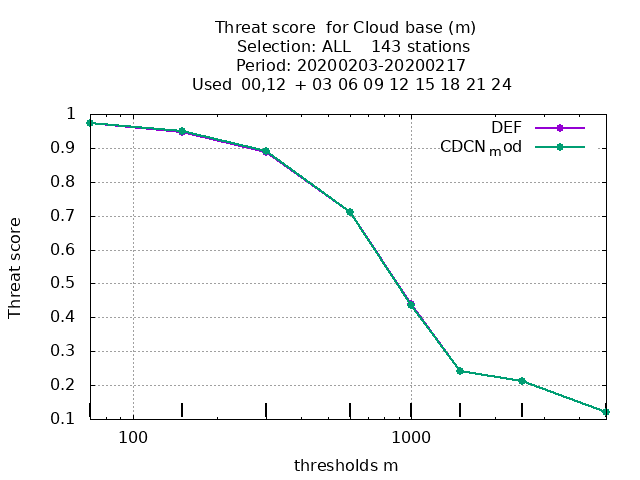 Threat score  for Cloud base (m)
Selection: ALL    143 stations
Period: 20200203-20200217
Used  00,12  + 03 06 09 12 15 18 21 24
DEF
CDCNmod
1
0.9
0.8
0.7
0.6
0.5
0.4
0.3
0.2
0.1
Threat score
100
1000
thresholds m